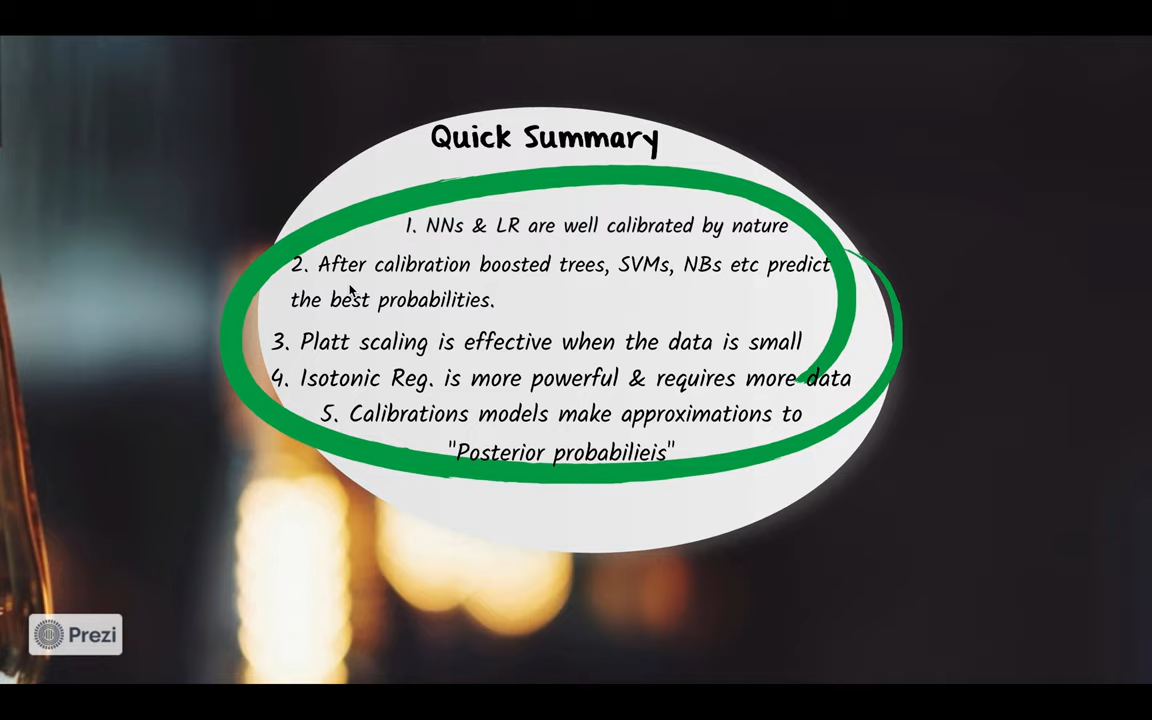 Quick Summary
1. NNs & LR are well calibrated by nature
2. After calibration boosted trees, SVMs, NBs etc predict
the best probabilities.
3. Platt scaling is effective when the data is small
4. Isotonic Reg. is more powerful & requires more data
5. Calibrations models make approximations to
"Posterior probabilieis"
Prezi